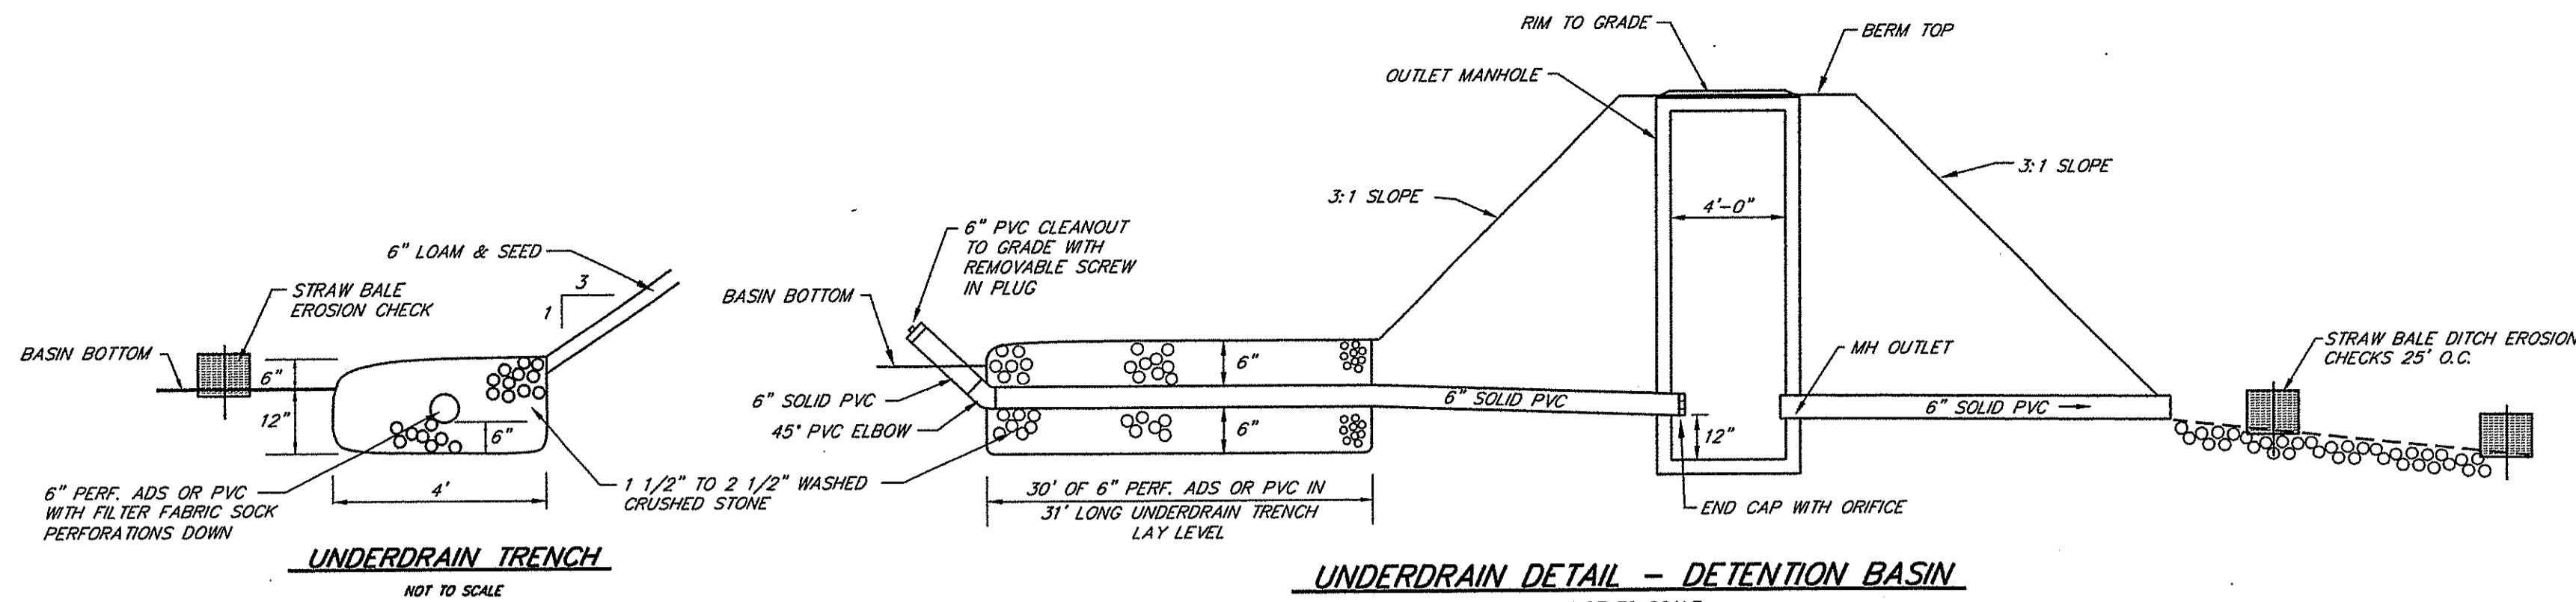 6" LOAM & SEED
STRAW BALE
EROSION CHECK
3
1
BASIN BOTTOM
6"
12"
6"
4'
6" PERF. ADS OR PVC
WITH FILTER FABRIC SOCK
PERFORATIONS DOWN
1 1/2" TO 2 1/2" WASHED
CRUSHED STONE
UNDERDRAIN TRENCH
NOT TO SCALE
RIM TO GRADE
BERM TOP
OUTLET MANHOLE
3:1 SLOPE
3:1 SLOPE
4'-0"
6" PVC CLEANOUT
TO GRADE WITH
REMOVABLE SCREW
IN PLUG
BASIN BOTTOM
6"
6" SOLID PVC
45° PVC ELBOW
6"
6" SOLID PVC
MH OUTLET
6" SOLID PVC
12"
STRAW BALE DITCH EROSION
CHECKS 25' O.C.
30' OF 6" PERF. ADS OR PVC IN
31' LONG UNDERDRAIN TRENCH
LAY LEVEL
END CAP WITH ORIFICE
UNDERDRAIN DETAIL - DETENTION BASIN